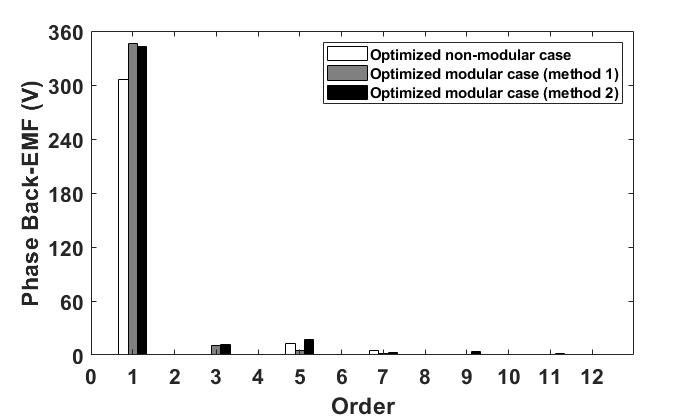 360
300
240
180
120
60
0
Phase Back-EMF (V)
Optimized non-modular case
Optimized modular case (method 1)
Optimized modular case (method 2)
0 1 2 3 4 5 6 7 8 9 10 11 12
Order